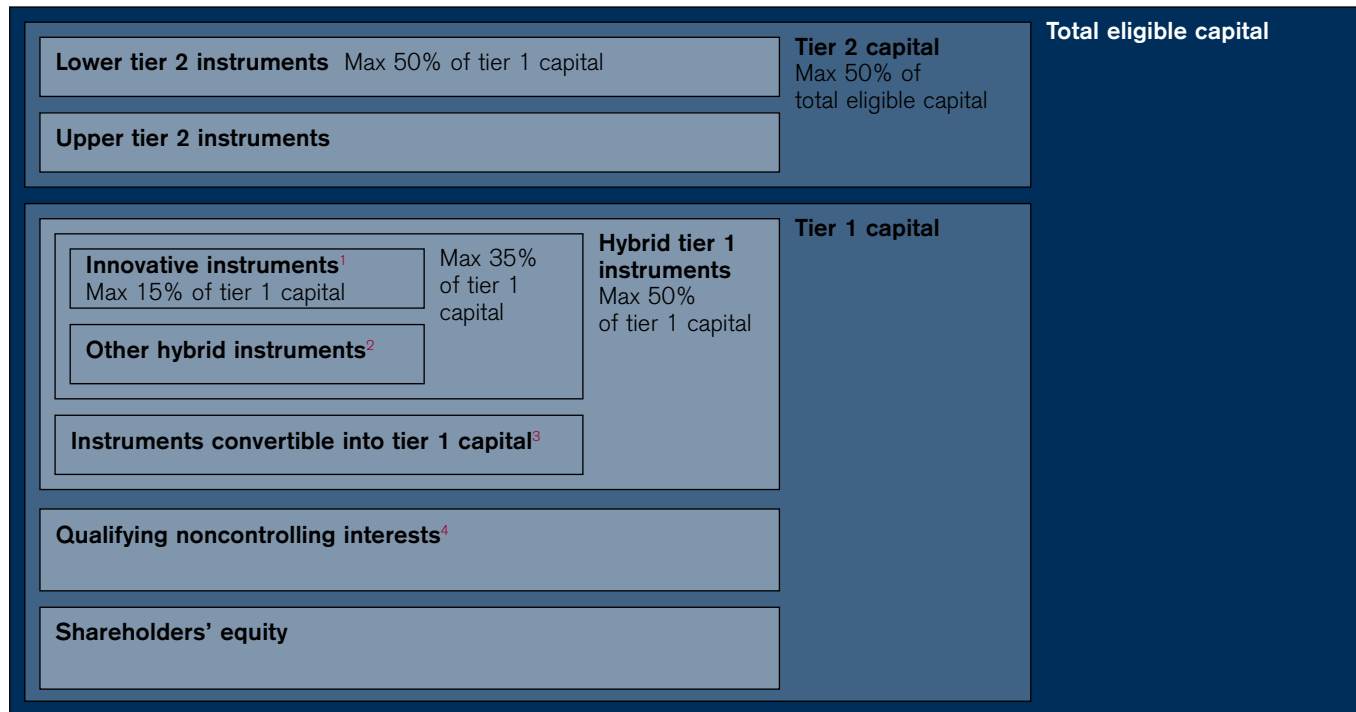 Total eligible capital
Tier 2 capital
Max 50% of
total eligible capital
Lower tier 2 instruments Max 50% of tier 1 capital
Upper tier 2 instruments
Tier 1 capital
Hybrid tier 1
instruments
Max 50%
of tier 1 capital
Max 35%
of tier 1
capital
Innovative instruments¹
Max 15% of tier 1 capital
Other hybrid instruments²
Instruments convertible into tier 1 capital³
Qualifying noncontrolling interests⁴
Shareholders’ equity